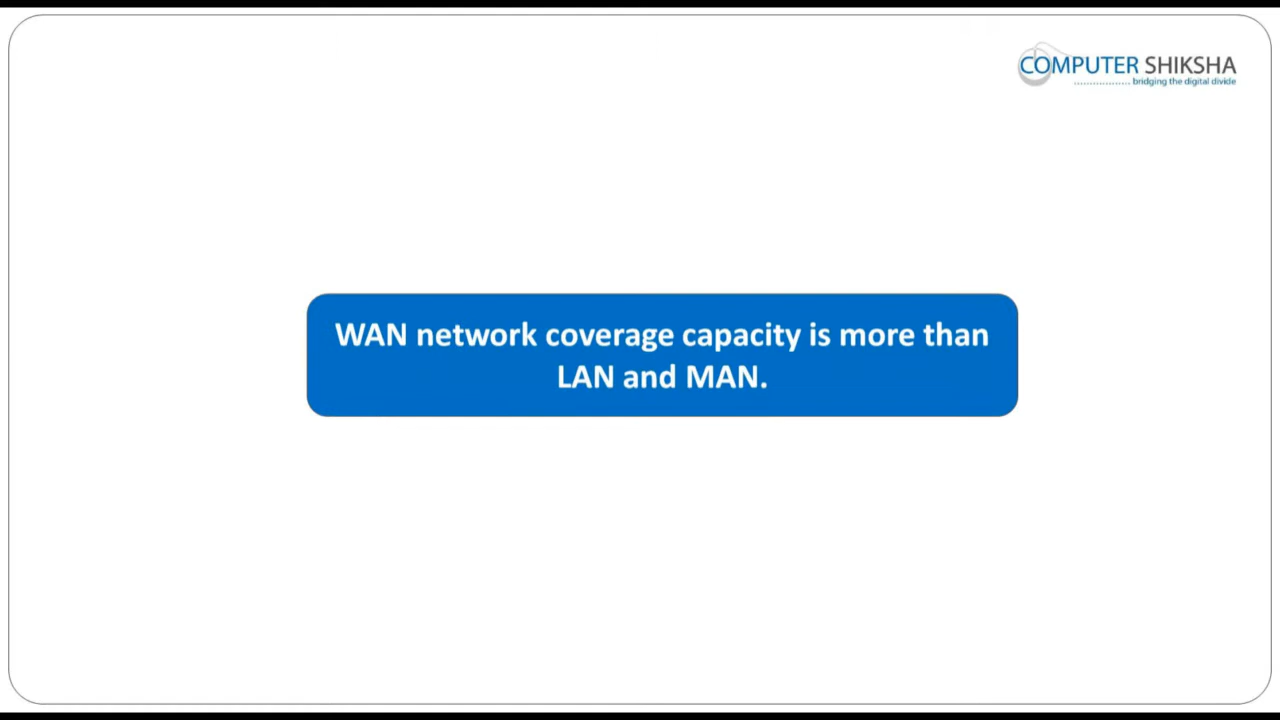 COMPUTER SHIKSHA
bridging the digital divide
WAN network coverage capacity is more than
LAN and MAN.